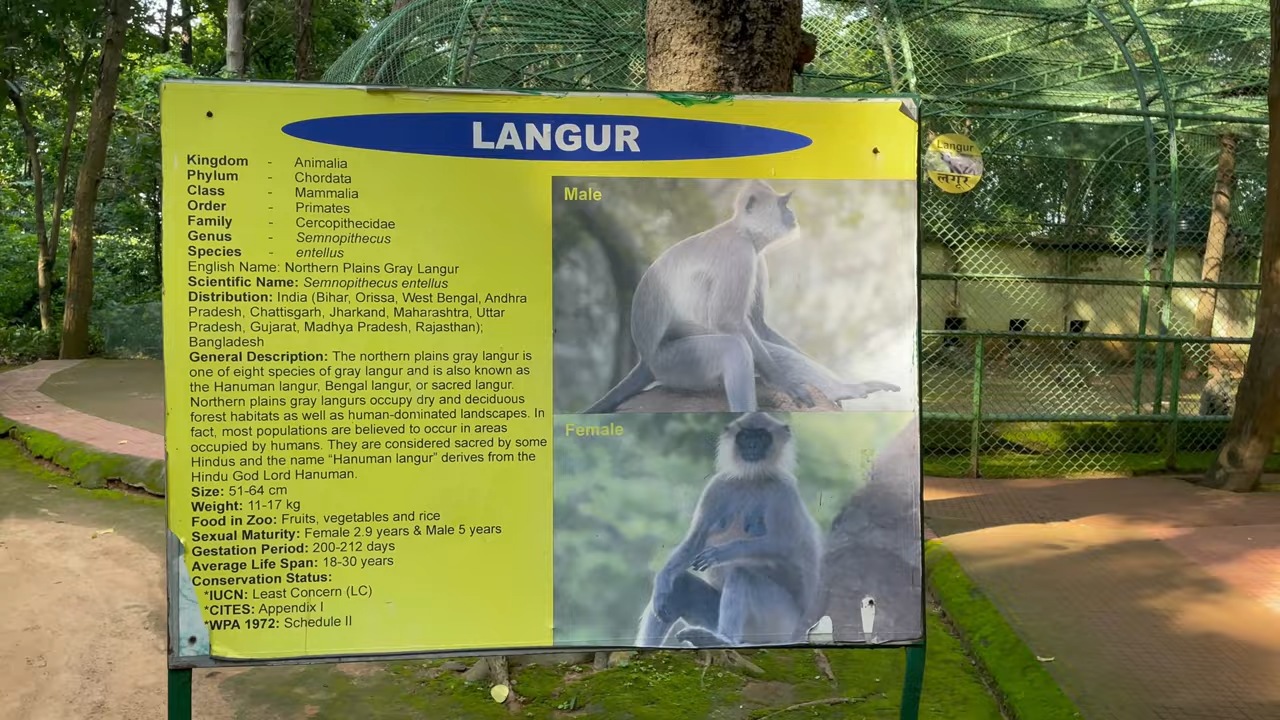 LANGUR
Kingdom - Animalia
Phylum - Chordata
Class - Mammalia
Order - Primates
Family - Cercopithecidae
Genus - Semnopithecus
Species - entellus
English Name: Northern Plains Gray Langur
Scientific Name: Semnopithecus entellus
Distribution: India (Bihar, Orissa, West Bengal, Andhra
Pradesh, Chattisgarh, Jharkand, Maharashtra, Uttar
Pradesh, Gujarat, Madhya Pradesh, Rajasthan);
Bangladesh
General Description: The northern plains gray langur is
one of eight species of gray langur and is also known as
the Hanuman langur, Bengal langur, or sacred langur.
Northern plains gray langurs occupy dry and deciduous
forest habitats as well as human-dominated landscapes. In
fact, most populations are believed to occur in areas
occupied by humans. They are considered sacred by some
Hindus and the name “Hanuman langur” derives from the
Hindu God Lord Hanuman.
Size: 51-64 cm
Weight: 11-17 kg
Food in Zoo: Fruits, vegetables and rice
Sexual Maturity: Female 2.9 years & Male 5 years
Gestation Period: 200-212 days
Average Life Span: 18-30 years
Conservation Status:
*IUCN: Least Concern (LC)
*CITES: Appendix I
*WPA 1972: Schedule II
Male
Female
Langur
लंगूर